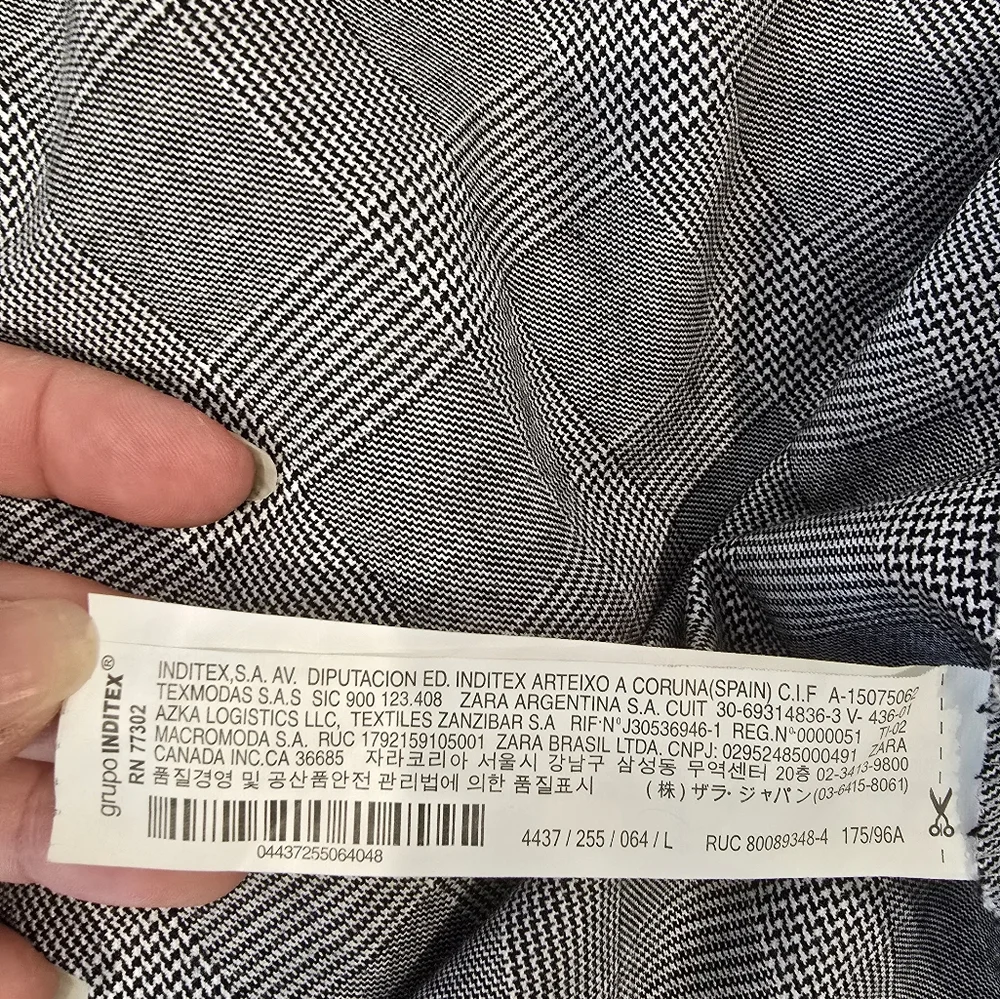 grupo INDITEX®
RN 77302
INDITEX,S.A. AV. DIPUTACION ED. INDITEX ARTEIXO A CORUNA(SPAIN) C.I.F A-15075062
TEXMODAS S.A.S SIC 900 123.408 ZARA ARGENTINA S.A. CUIT 30-69314836-3 V- 436-01
AZKA LOGISTICS LLC, TEXTILES ZANZIBAR S.A RIF·NºJ30536946-1 REG.Nº·0000051 T/-02
MACROMODA S.A. RUC 1792159105001 ZARA BRASIL LTDA. CNPJ: 02952485000491 ZARA
CANADA INC.CA 36685 자라코리아 서울시 강남구 삼성동 무역센터 20층 02-3413-9800
품질경영 및 공산품안전 관리법에 의한 품질표시 (株) ザラ・ジャパン(03-6415-8061)
04437255064048
4437 / 255 / 064 / L RUC 80089348-4 175/96A